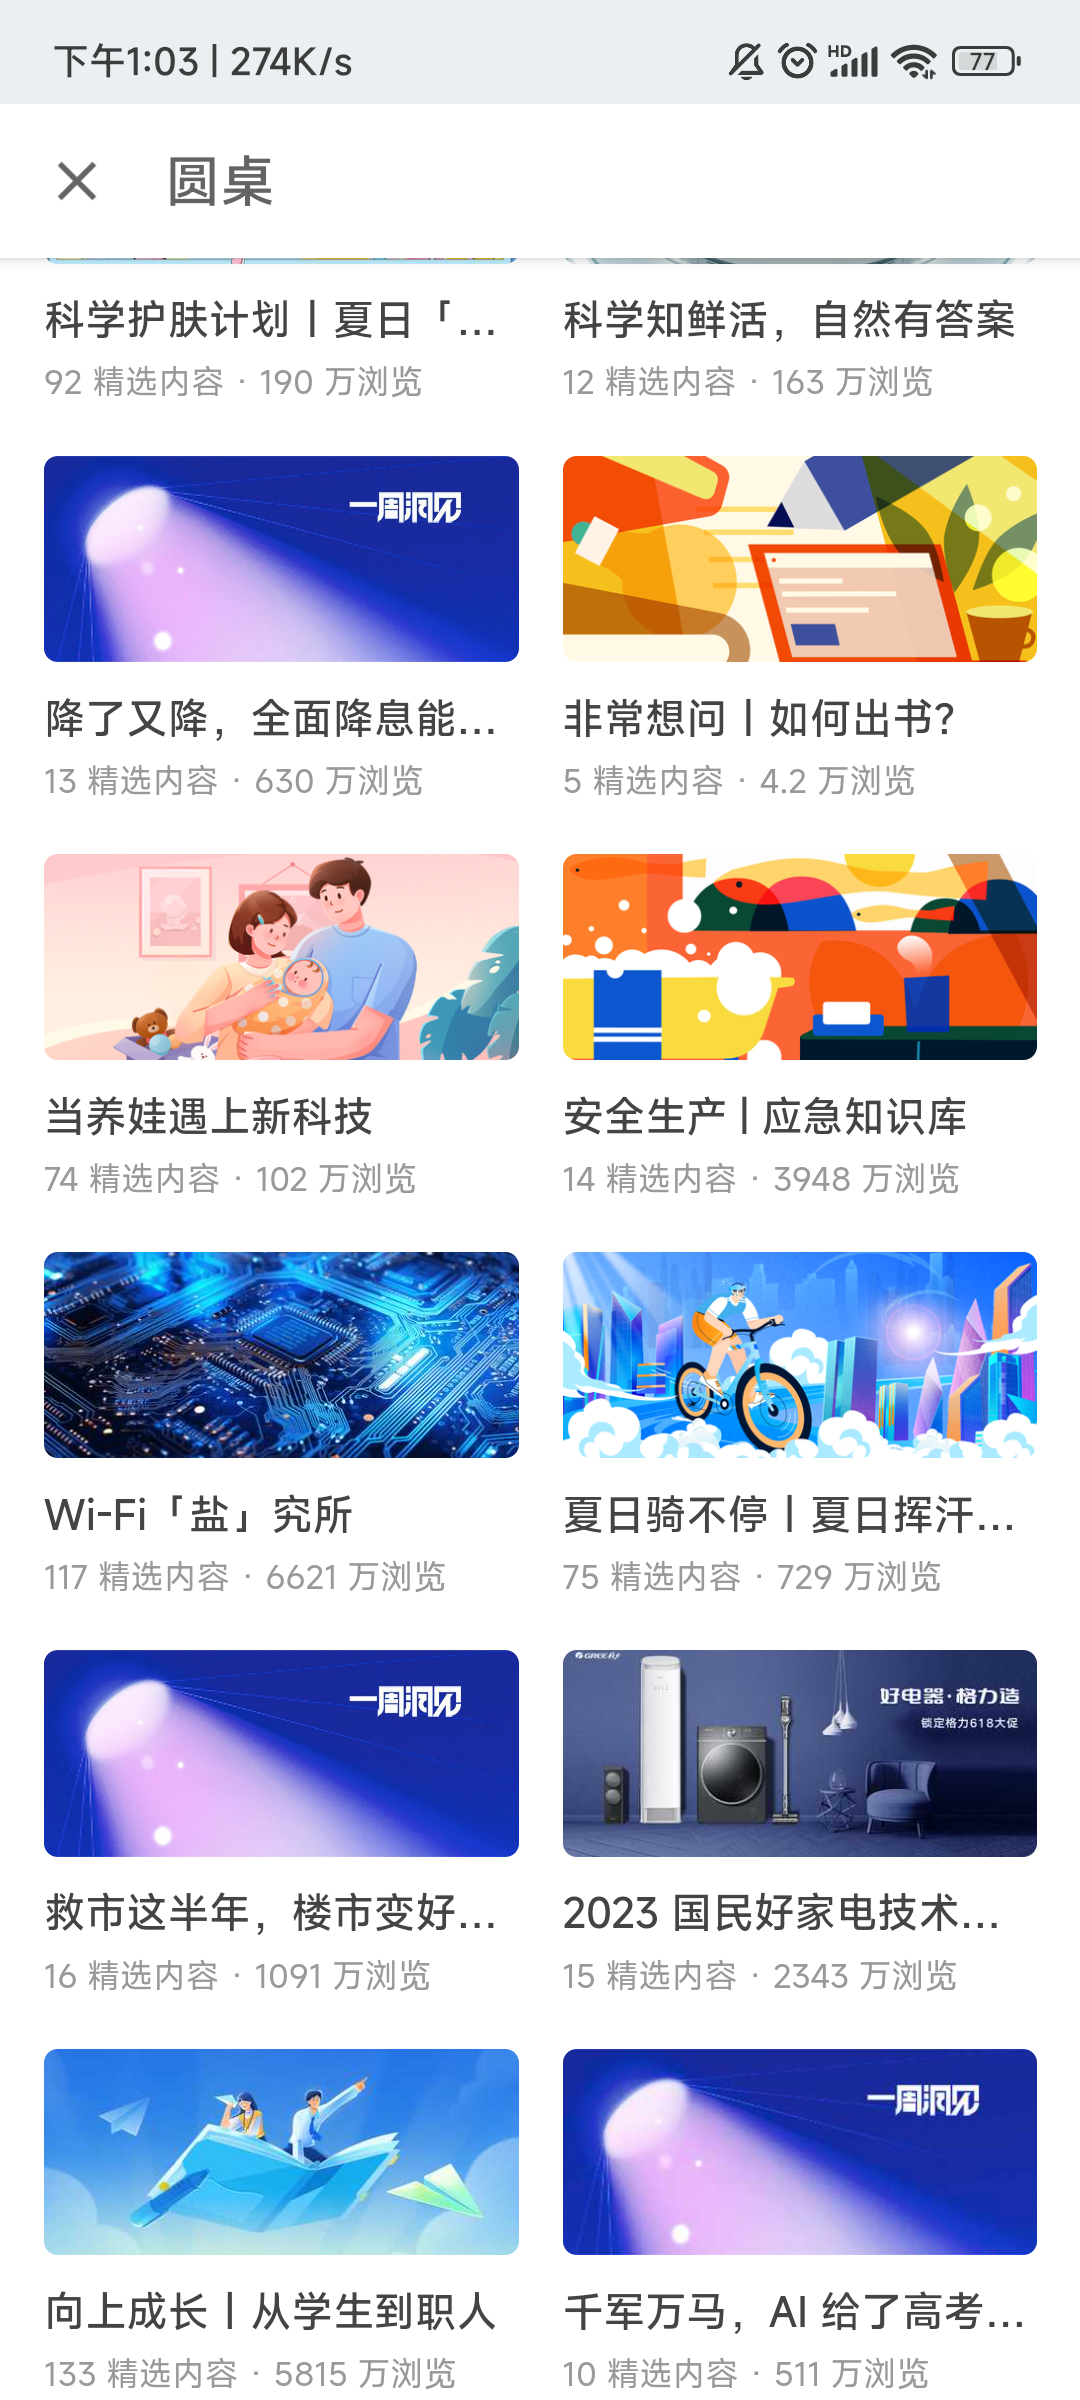 下午1:03 | 274K/s
HD
77
圆桌
科学护肤计划丨夏日「...
92 精选内容 · 190 万浏览
科学知鲜活，自然有答案
12 精选内容 · 163 万浏览
一周洞见
降了又降，全面降息能...
13 精选内容 · 630 万浏览
非常想问丨如何出书？
5 精选内容 · 4.2 万浏览
当养娃遇上新科技
74 精选内容 · 102 万浏览
安全生产 | 应急知识库
14 精选内容 · 3948 万浏览
Wi-Fi「盐」究所
117 精选内容 · 6621 万浏览
夏日骑不停丨夏日挥汗...
75 精选内容 · 729 万浏览
一周洞见
救市这半年，楼市变好...
16 精选内容 · 1091 万浏览
GREE格力
好电器·格力造
锁定格力618大促
2023 国民好家电技术...
15 精选内容 · 2343 万浏览
向上成长丨从学生到职人
133 精选内容 · 5815 万浏览
一周洞见
千军万马，AI 给了高考...
10 精选内容 · 511 万浏览